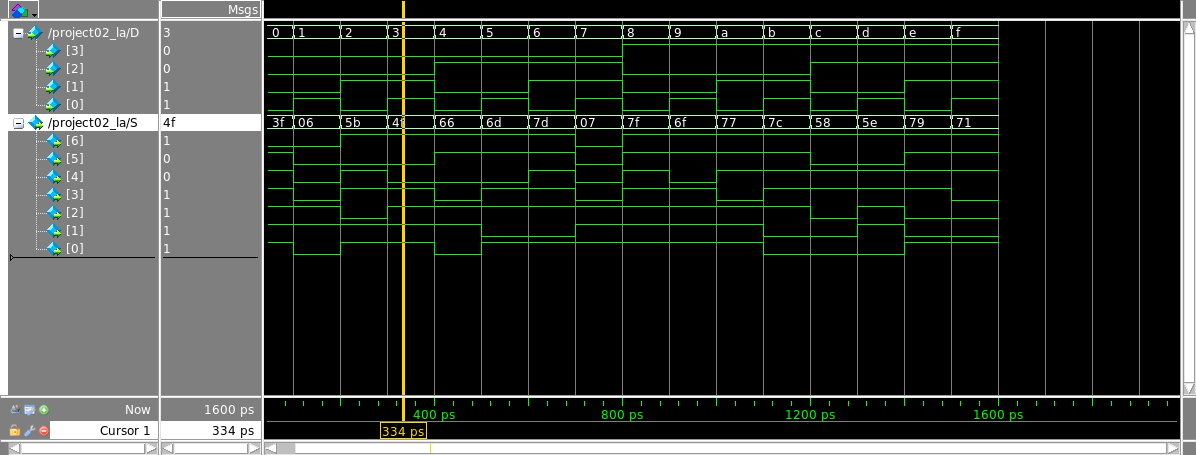 Msgs
/project02_la/D 3 0 1 2 3 4 5 6 7 8 9 a b c d e f
[3] 0
[2] 0
[1] 1
[0] 1
/project02_la/S 4f 3f 06 5b 4f 66 6d 7d 07 7f 6f 77 7c 58 5e 79 71
[6] 1
[5] 0
[4] 0
[3] 1
[2] 1
[1] 1
[0] 1
Now 1600 ps 400 ps 800 ps 1200 ps 1600 ps
Cursor 1 334 ps 334 ps